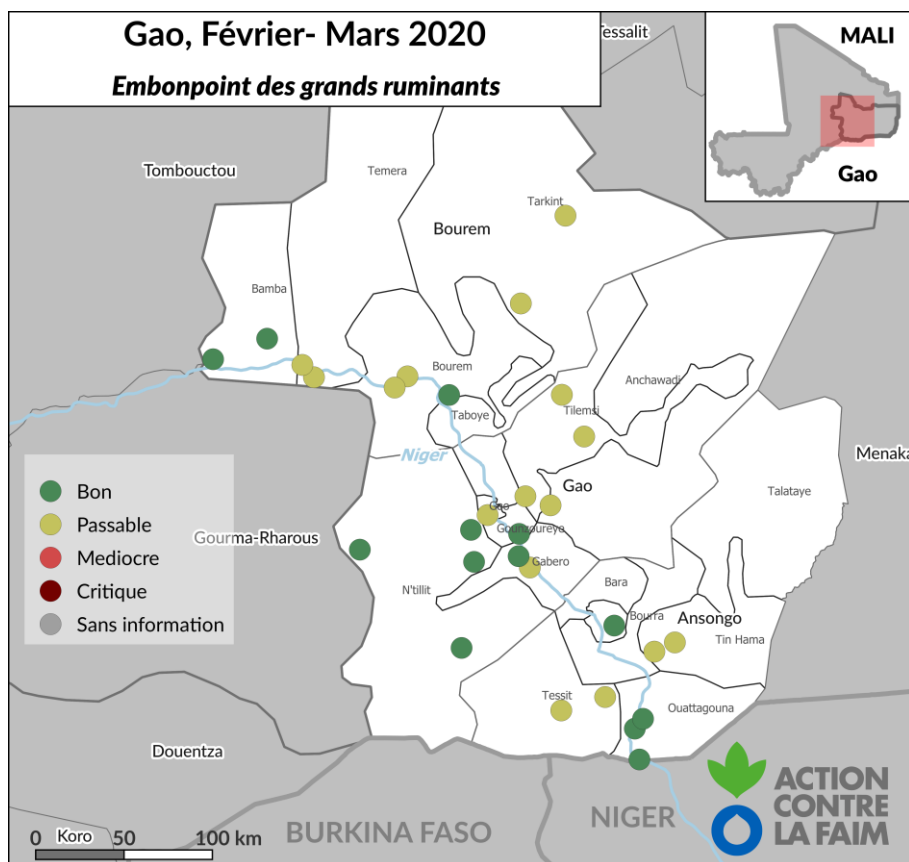 Gao, Février- Mars 2020
Embonpoint des grands ruminants
Tessalit
MALI
Gao
Tombouctou
Temera
Tarkint
Bourem
Bamba
Bourem
Anchawadi
Taboye
Tilemsi
Niger
Menaka
Gao
Talataye
Gao
Gounzoureye
Gourma-Rharous
Gabero
N'tillit
Bara
Bourra
Ansongo
Tin Hama
Tessit
Ouattagouna
Bon
Passable
Mediocre
Critique
Sans information
Douentza
ACTION
CONTRE
LA FAIM
NIGER
BURKINA FASO
Koro
0 50 100 km